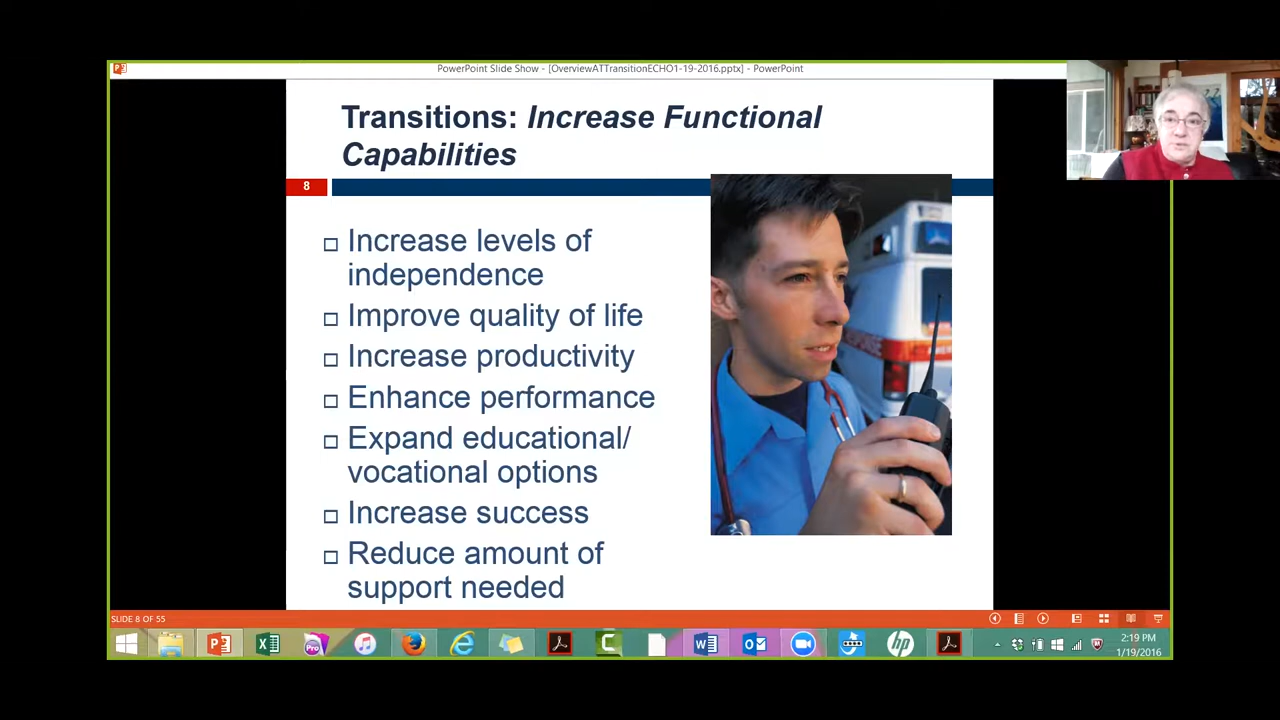 PowerPoint Slide Show - [OverviewATTransitionECHO1-19-2016.pptx] - PowerPoint
Transitions: Increase Functional
Capabilities
8
Increase levels of
independence
Improve quality of life
Increase productivity
Enhance performance
Expand educational/
vocational options
Increase success
Reduce amount of
support needed
SLIDE 8 OF 55
Pro
2:19 PM
1/19/2016